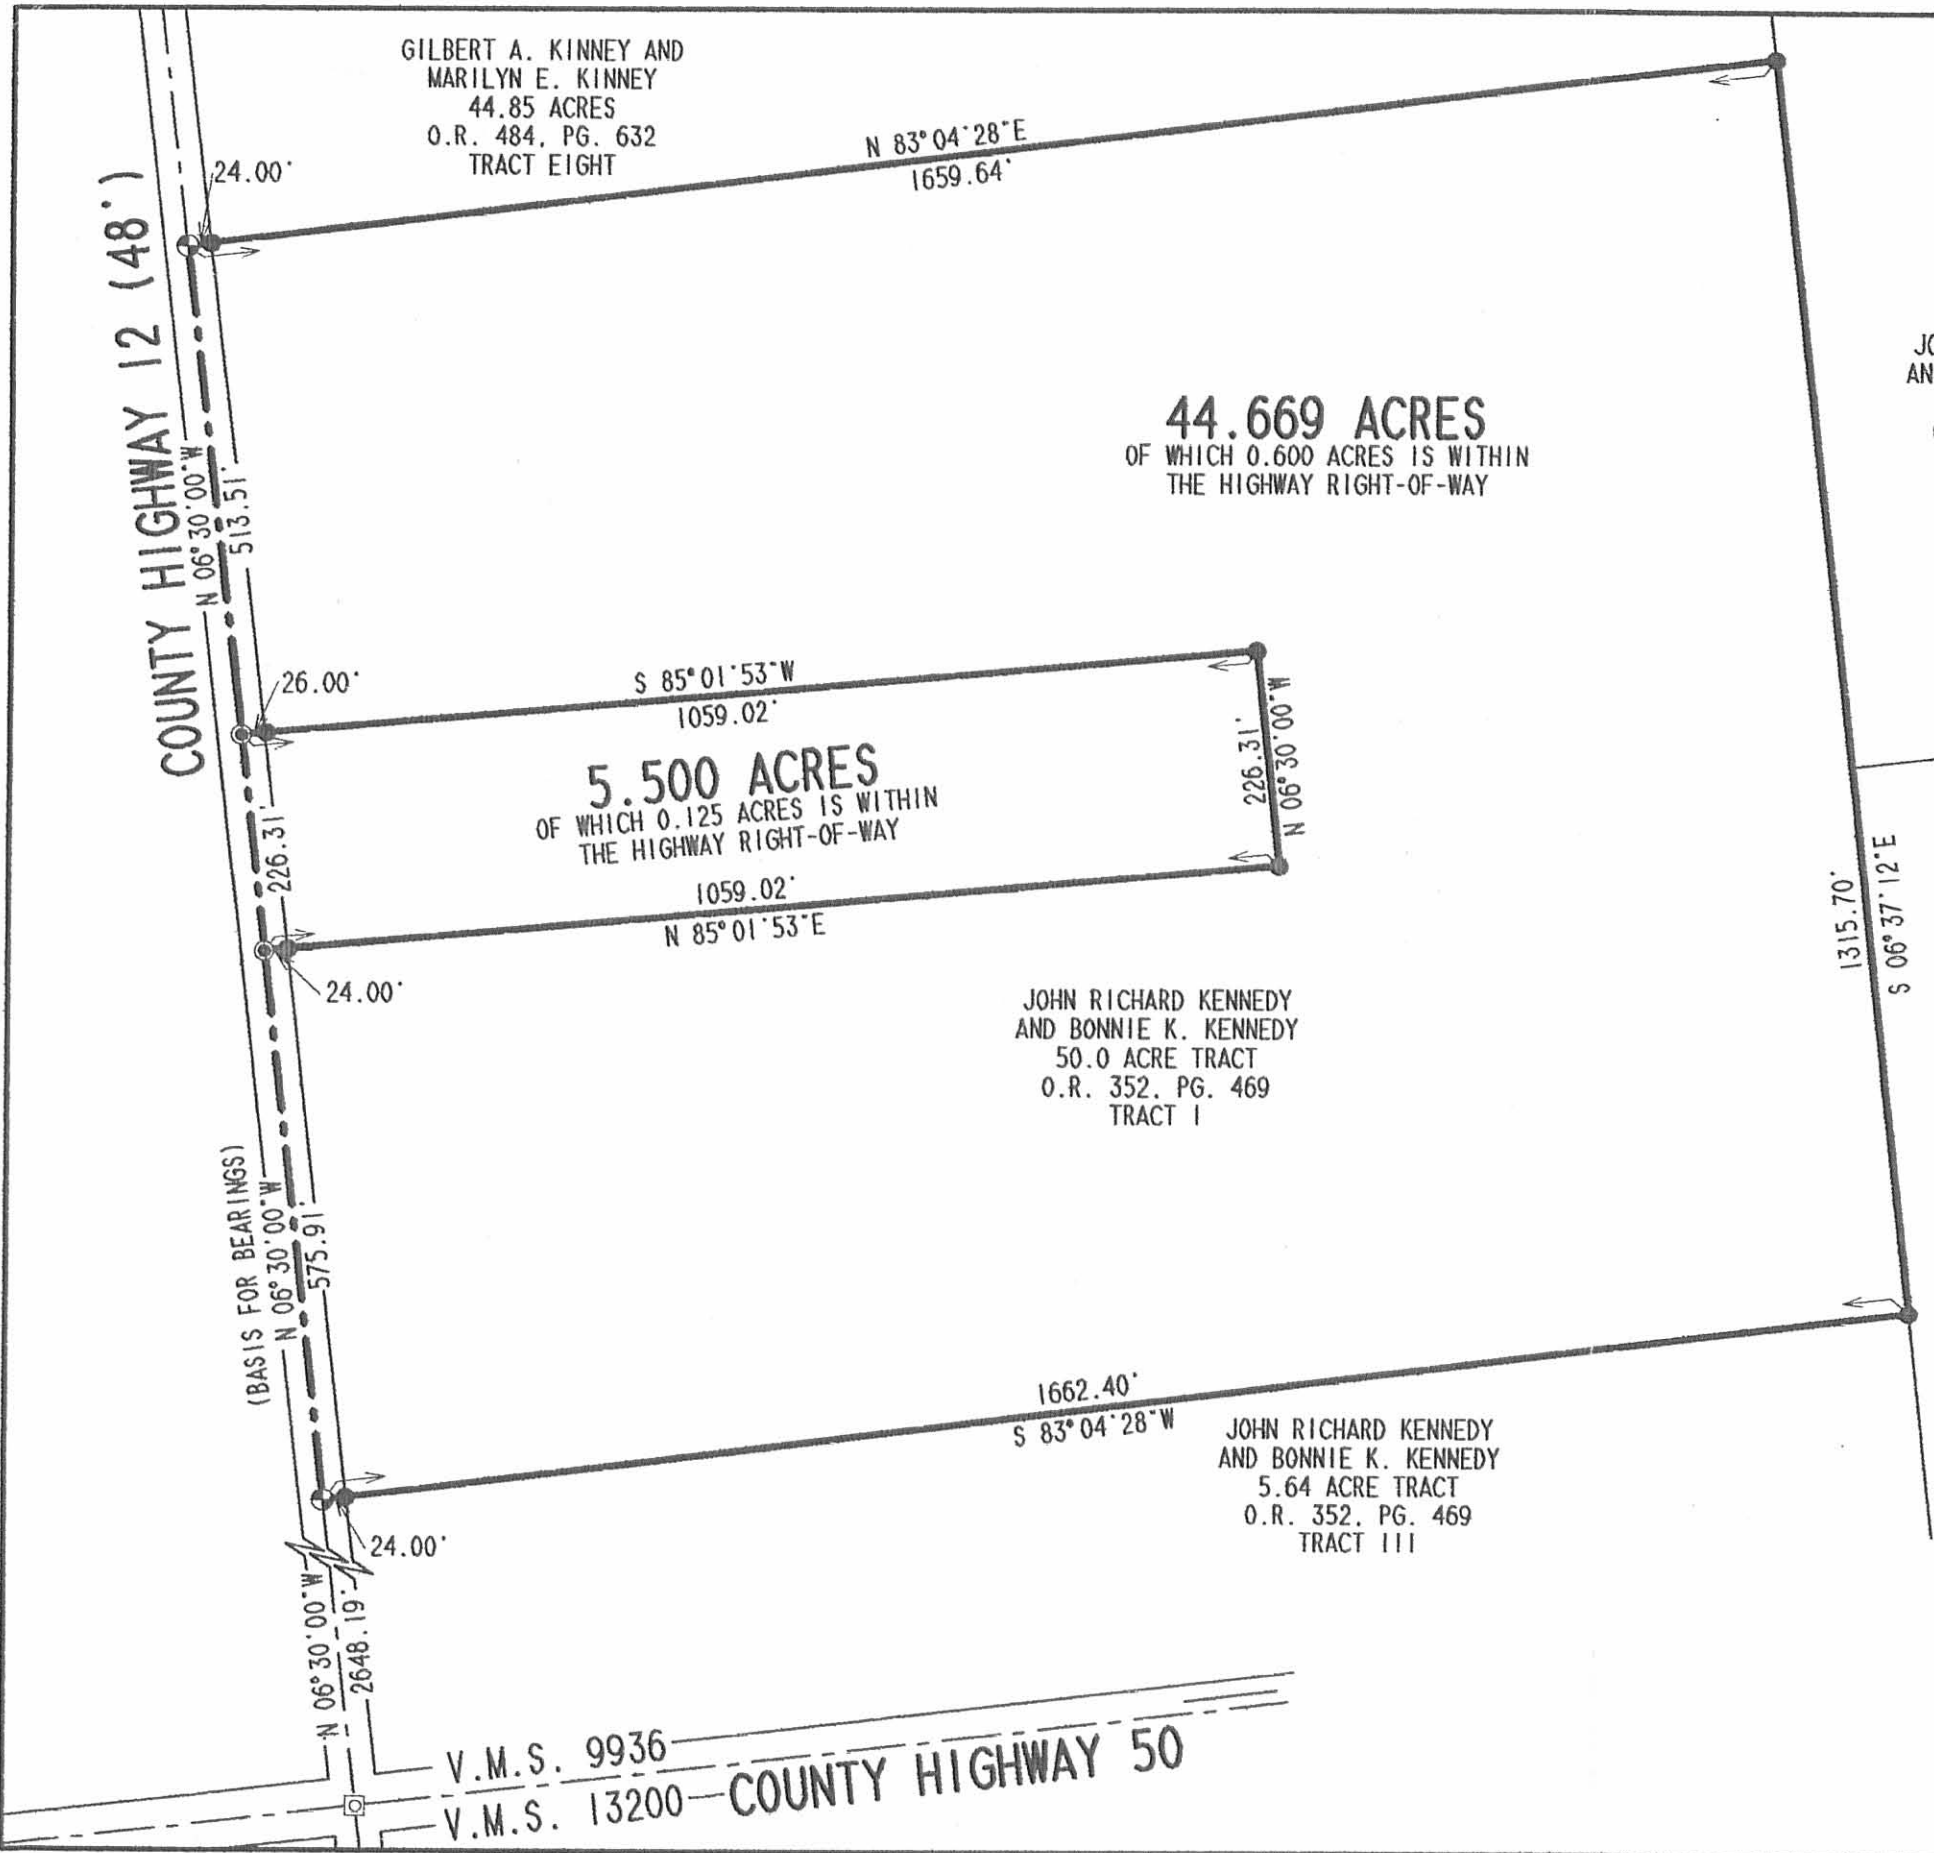 GILBERT A. KINNEY AND
MARILYN E. KINNEY
44.85 ACRES
O.R. 484, PG. 632
TRACT EIGHT
24.00'
N 83°04'28"E
1659.64'
COUNTY HIGHWAY 12 (48')
N 06°30'00"W
513.51'
44.669 ACRES
OF WHICH 0.600 ACRES IS WITHIN
THE HIGHWAY RIGHT-OF-WAY
JO
AN
26.00'
S 85°01'53"W
1059.02'
5.500 ACRES
OF WHICH 0.125 ACRES IS WITHIN
THE HIGHWAY RIGHT-OF-WAY
226.31'
226.31'
N 06°30'00"W
1059.02'
N 85°01'53"E
24.00'
1315.70'
S 06°37'12"E
JOHN RICHARD KENNEDY
AND BONNIE K. KENNEDY
50.0 ACRE TRACT
O.R. 352, PG. 469
TRACT I
(BASIS FOR BEARINGS)
N 06°30'00"W
575.91'
1662.40'
S 83°04'28"W
JOHN RICHARD KENNEDY
AND BONNIE K. KENNEDY
5.64 ACRE TRACT
O.R. 352, PG. 469
TRACT III
24.00'
N 06°30'00"W
2648.19'
V.M.S. 9936
V.M.S. 13200
COUNTY HIGHWAY 50